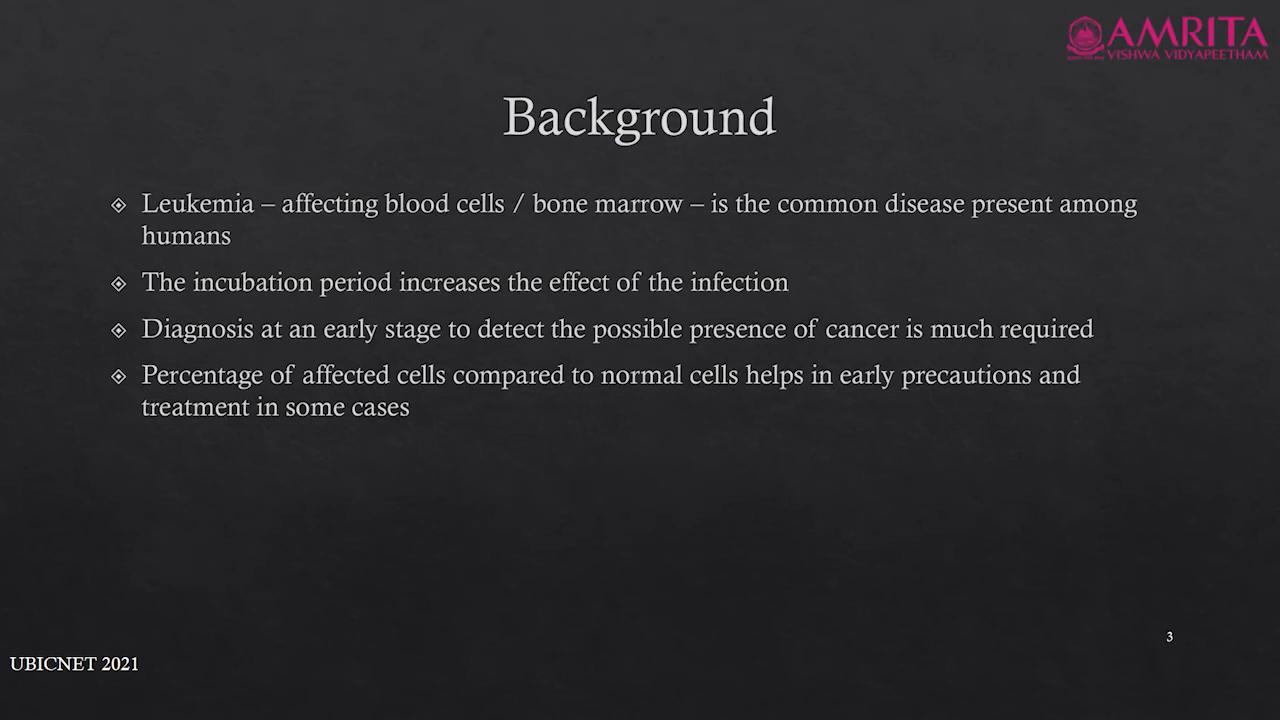 AMRITA
VISHWA VIDYAPEETHAM
Background
Leukemia – affecting blood cells / bone marrow – is the common disease present among
humans
The incubation period increases the effect of the infection
Diagnosis at an early stage to detect the possible presence of cancer is much required
Percentage of affected cells compared to normal cells helps in early precautions and
treatment in some cases
3
UBICNET 2021